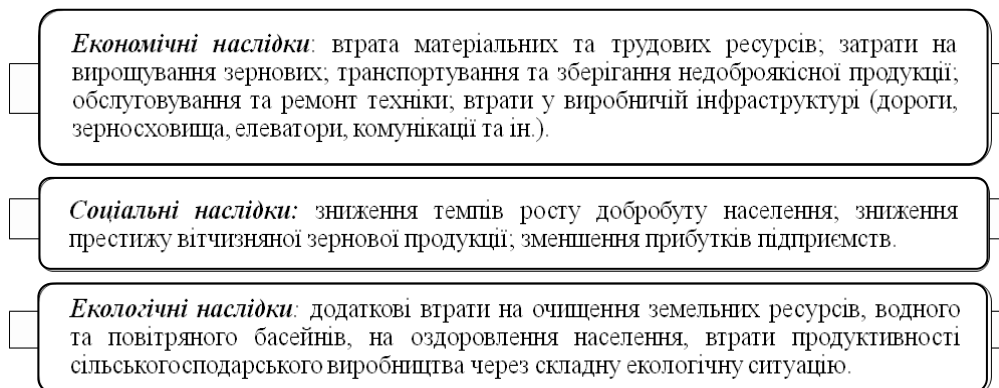 Економічні наслідки: втрата матеріальних та трудових ресурсів; затрати на
вирощування зернових; транспортування та зберігання недоброякісної продукції;
обслуговування та ремонт техніки; втрати у виробничій інфраструктурі (дороги,
зерносховища, елеватори, комунікації та ін.).
Соціальні наслідки: зниження темпів росту добробуту населення; зниження
престижу вітчизняної зернової продукції; зменшення прибутків підприємств.
Екологічні наслідки: додаткові втрати на очищення земельних ресурсів, водного
та повітряного басейнів, на оздоровлення населення, втрати продуктивності
сільськогосподарського виробництва через складну екологічну ситуацію.